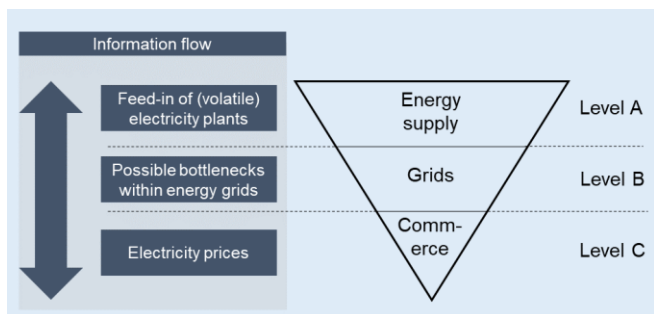 Information flow
Feed-in of (volatile)
electricity plants
Energy
supply
Level A
Possible bottlenecks
within energy grids
Grids
Level B
Electricity prices
Comm-
erce
Level C